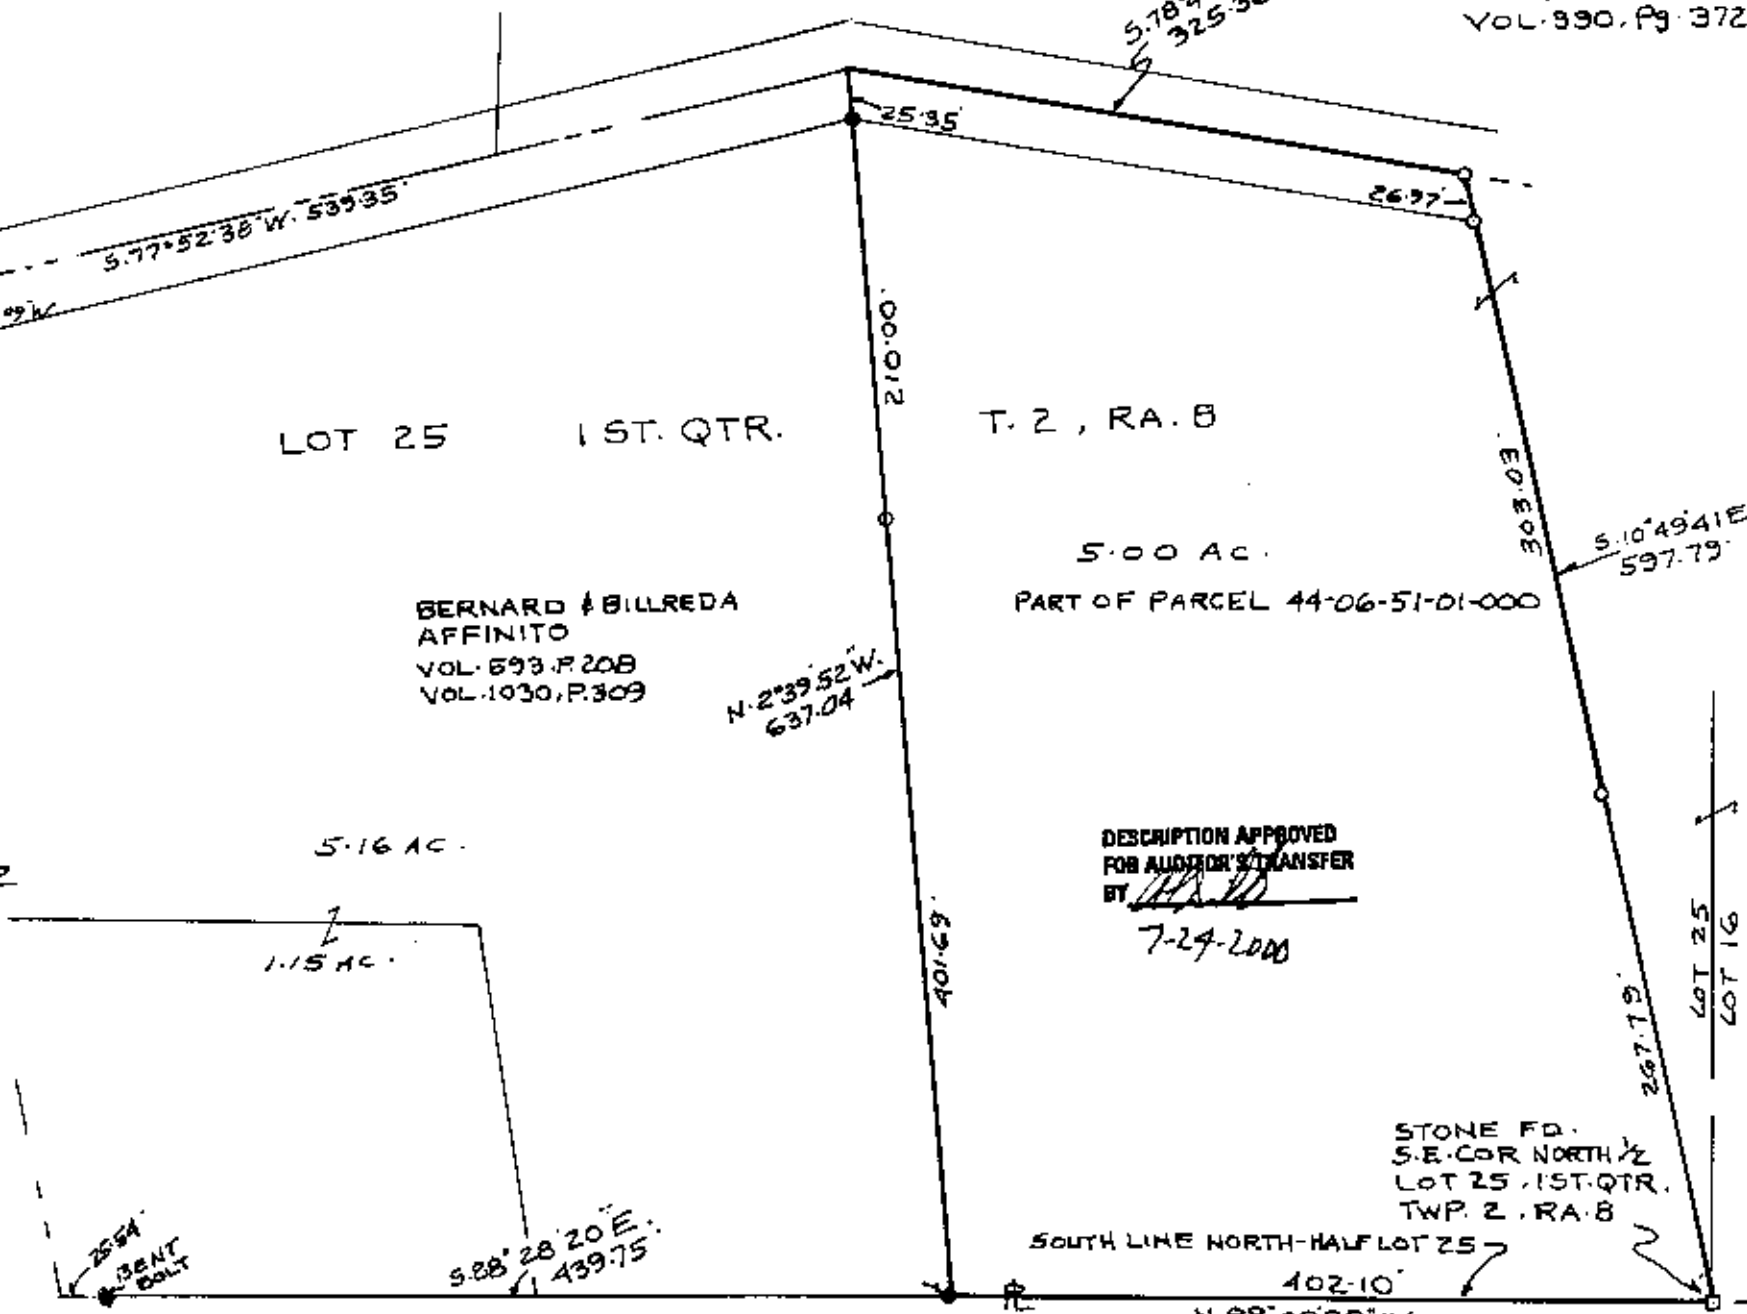 VOL. 990, Pg. 372
25.35'
26.97'
S.77°52'38"W. 539.35'
210.00'
LOT 25 1 ST. QTR.
T. 2, RA. 8
303.03'
S.10°49'41"E
597.79'
5.00 AC.
PART OF PARCEL 44-06-51-01-000
BERNARD & BILLREDA
AFFINITO
VOL. 693, P. 208
VOL. 1030, P. 309
N.2°39'52"W.
637.04'
DESCRIPTION APPROVED
FOR AUDITOR'S TRANSFER
BY
7-24-2000
5.16 AC.
1.15 AC.
401.69'
LOT 25
LOT 16
267.79'
STONE FD.
S.E. COR NORTH ½
LOT 25, 1ST. QTR.
TWP. 2, RA. 8
SOUTH LINE NORTH-HALF LOT 25
402.10'
25.54'
BENT
BOLT
S.88°28'20"E.
439.75'